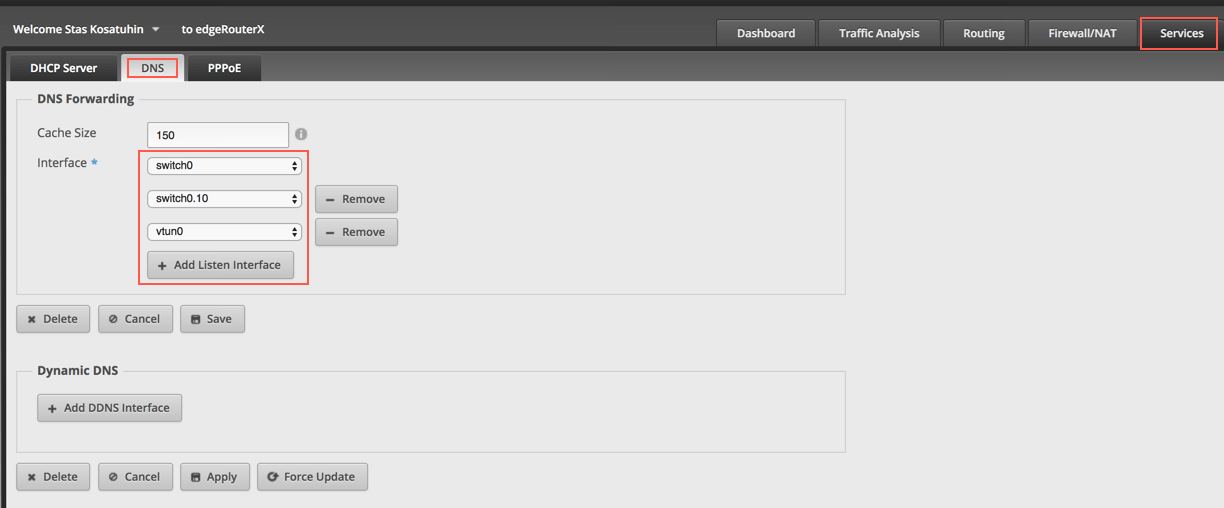 Welcome Stas Kosatuhin to edgeRouterX
Dashboard Traffic Analysis Routing Firewall/NAT Services
DHCP Server DNS PPPoE
DNS Forwarding
Cache Size 150
Interface * switch0
switch0.10 Remove
vtun0 Remove
+ Add Listen Interface
Delete Cancel Save
Dynamic DNS
+ Add DDNS Interface
Delete Cancel Apply Force Update